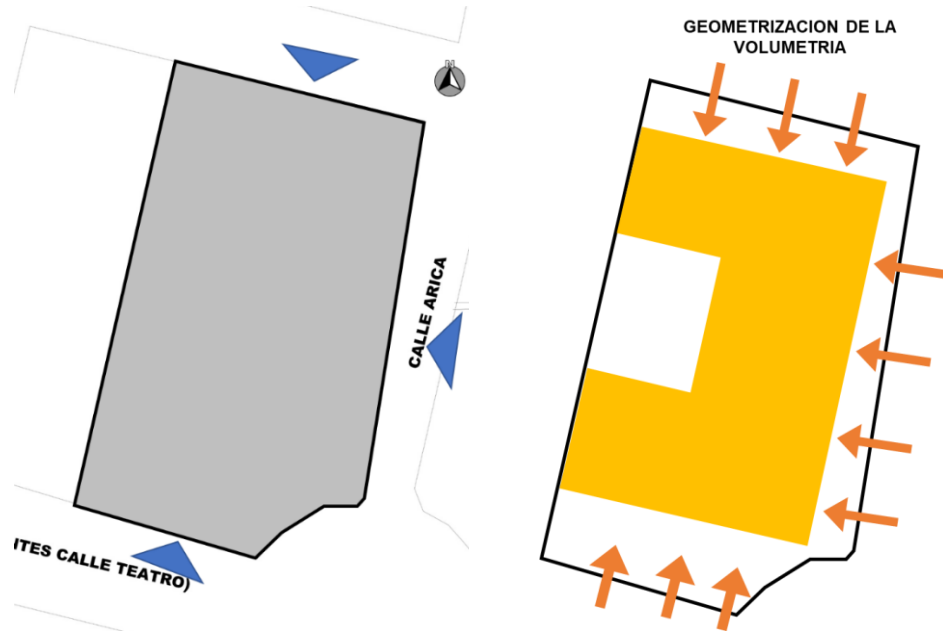 GEOMETRIZACION DE LA
VOLUMETRIA
N
CALLE ARICA
ITES CALLE TEATRO)